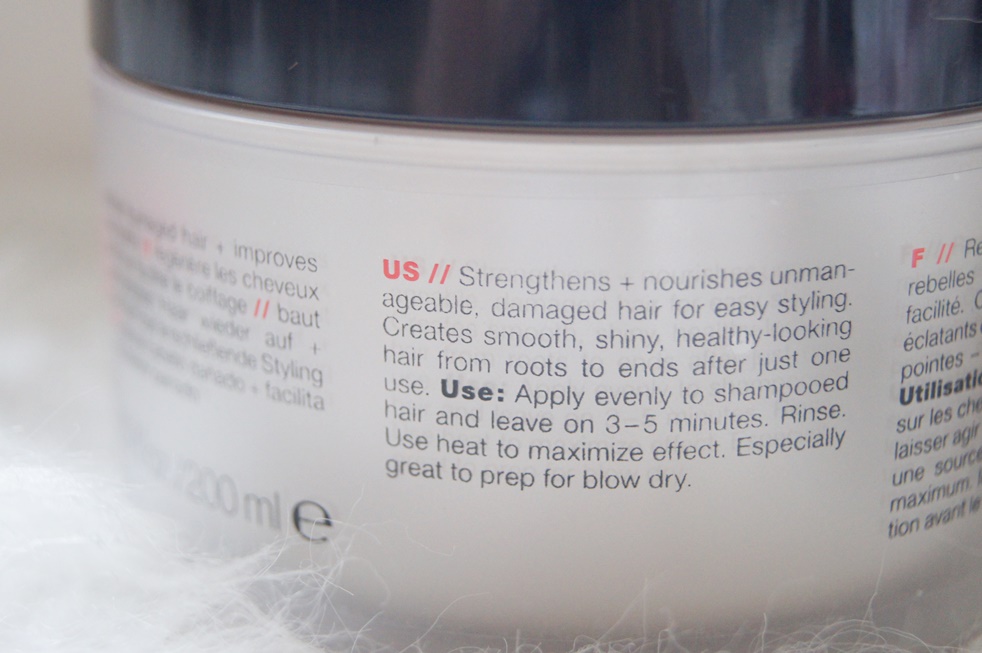 hair + improves
les cheveux
// baut
wieder auf +
Styling
+ facilita
200 ml e
US // Strengthens + nourishes unman-
ageable, damaged hair for easy styling.
Creates smooth, shiny, healthy-looking
hair from roots to ends after just one
use. Use: Apply evenly to shampooed
hair and leave on 3–5 minutes. Rinse.
Use heat to maximize effect. Especially
great to prep for blow dry.
F // Re
rebelles
facilité.
éclatants
pointes –
Utilisatio
sur les che
laisser agir
une source
maximum.
tion avant le